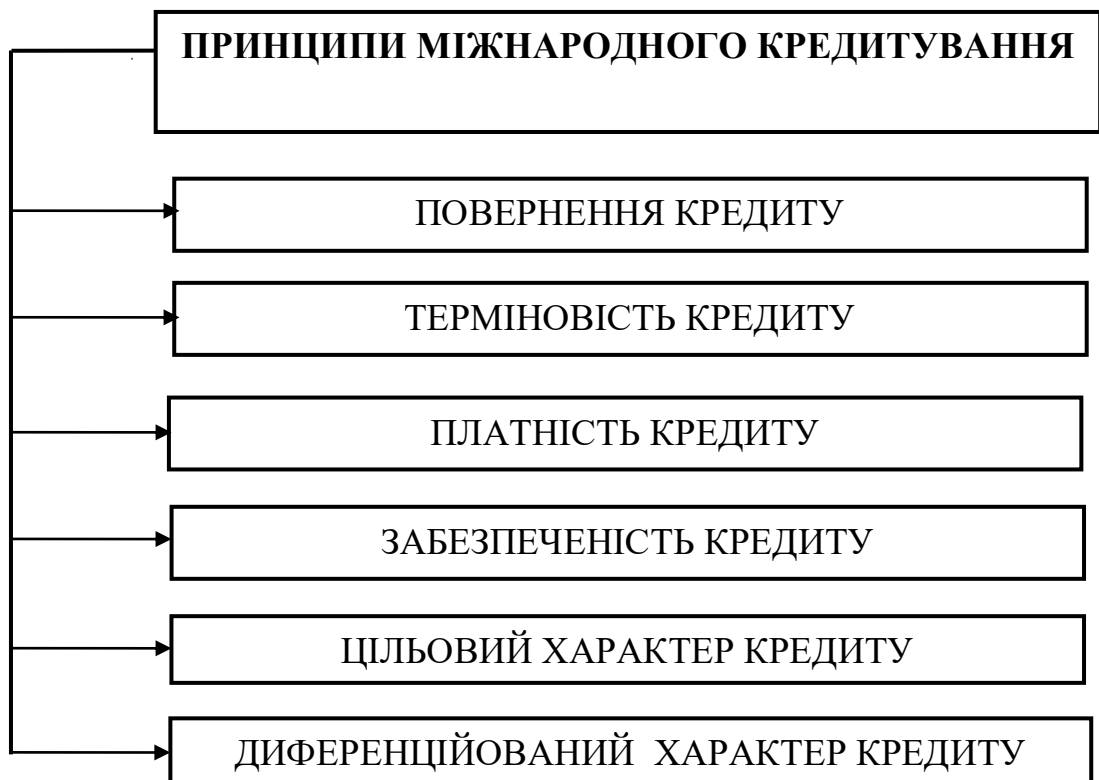 ПРИНЦИПИ МІЖНАРОДНОГО КРЕДИТУВАННЯ
ПОВЕРНЕННЯ КРЕДИТУ
ТЕРМІНОВІСТЬ КРЕДИТУ
ПЛАТНІСТЬ КРЕДИТУ
ЗАБЕЗПЕЧЕНІСТЬ КРЕДИТУ
ЦІЛЬОВИЙ ХАРАКТЕР КРЕДИТУ
ДИФЕРЕНЦІЙОВАНИЙ ХАРАКТЕР КРЕДИТУ